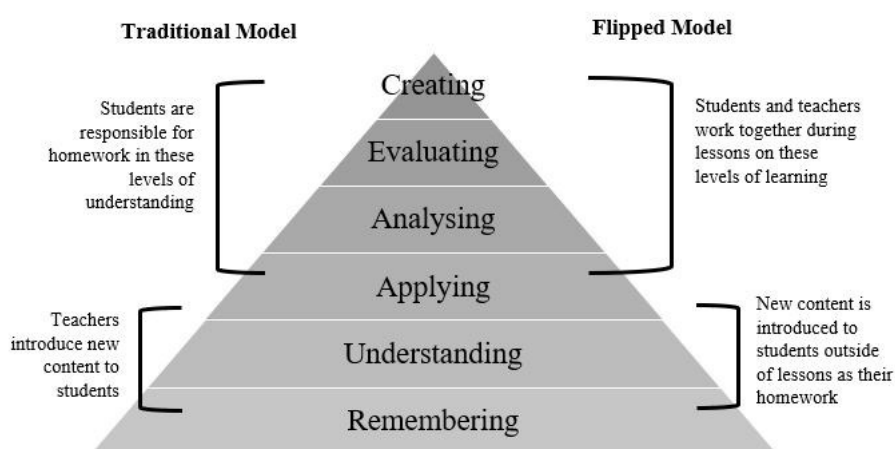 Traditional Model
Flipped Model
Students are
responsible for
homework in these
levels of
understanding
Teachers
introduce new
content to
students
Creating
Evaluating
Analysing
Applying
Understanding
Remembering
Students and teachers
work together during
lessons on these
levels of learning
New content is
introduced to
students outside
of lessons as their
homework